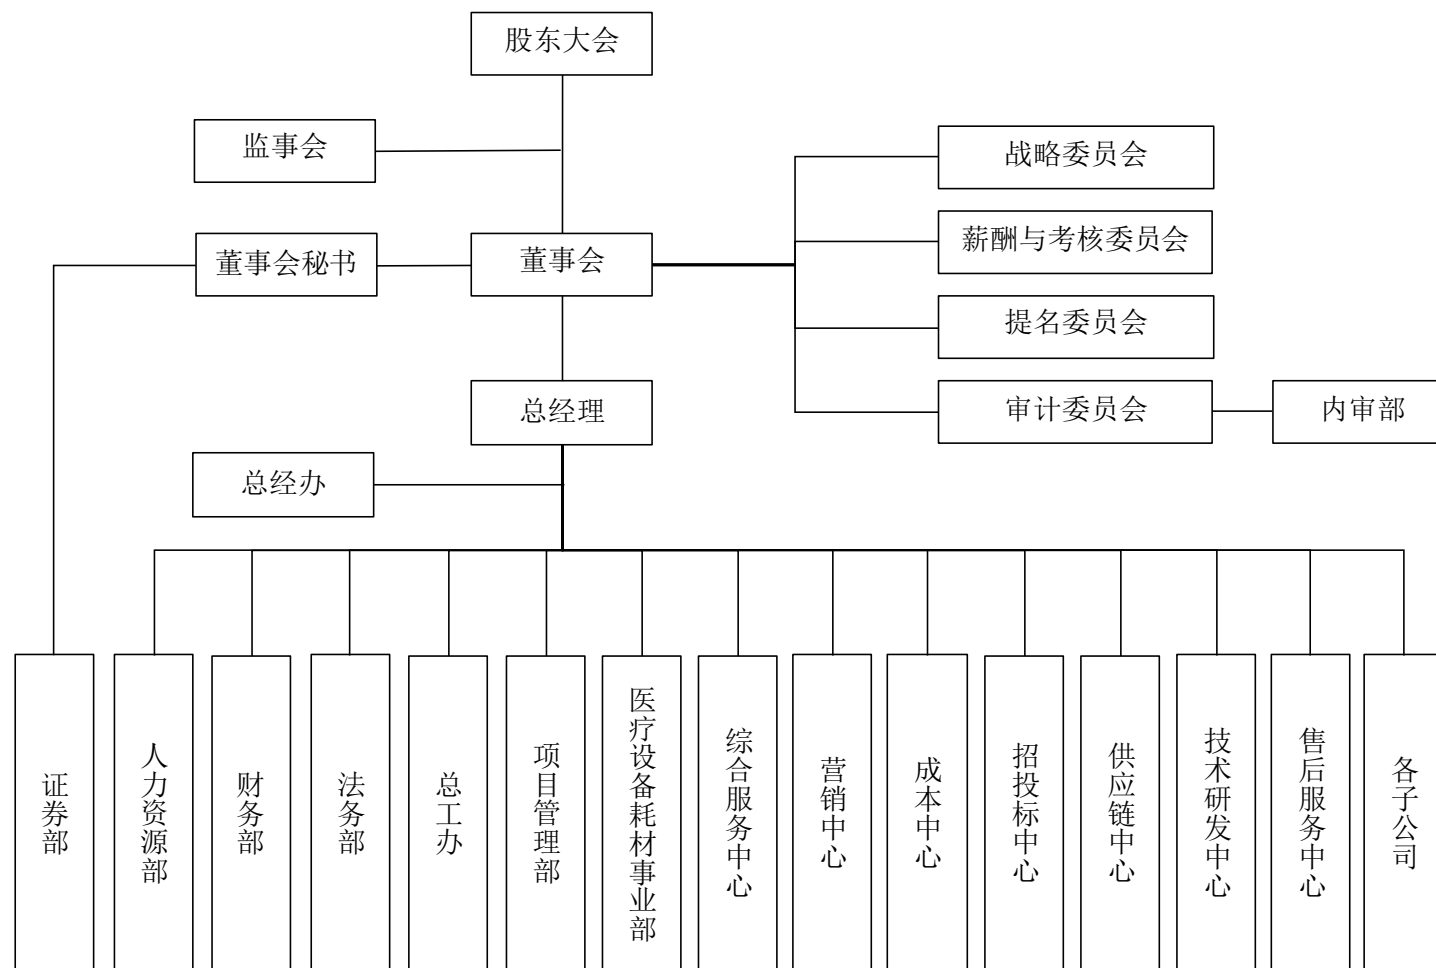 股东大会
监事会
战略委员会
薪酬与考核委员会
董事会秘书
董事会
提名委员会
总经理
审计委员会
内审部
总经办
证券部
人力资源部
财务部
法务部
总工办
项目管理部
医疗设备耗材事业部
综合服务中心
营销中心
成本中心
招投标中心
供应链中心
技术研发中心
售后服务中心
各子公司